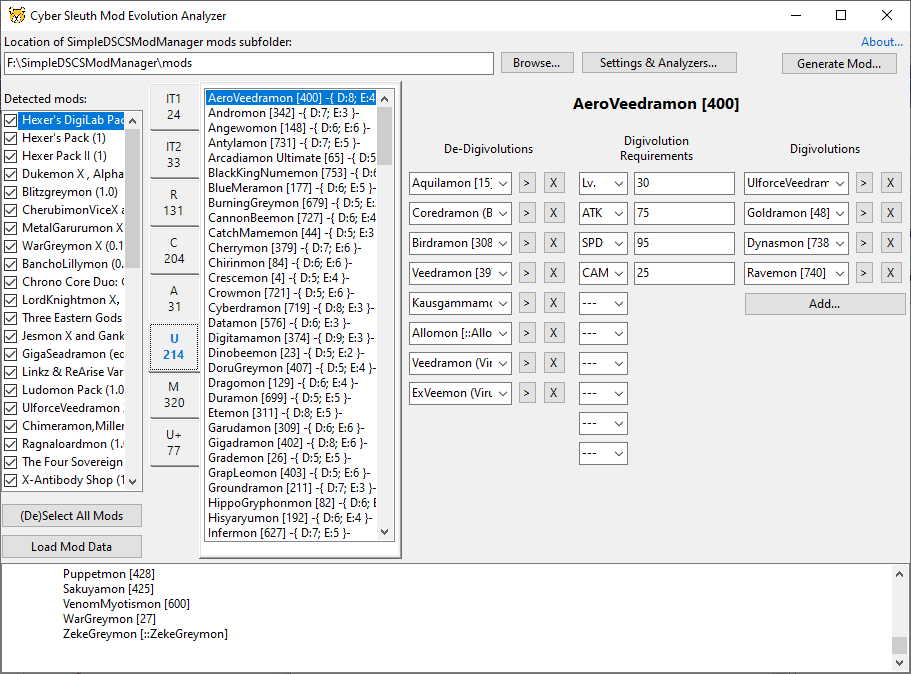 Cyber Sleuth Mod Evolution Analyzer
Location of SimpleDSCSModManager mods subfolder:
About...
F:\SimpleDSCSModManager\mods
Browse...
Settings & Analyzers...
Generate Mod...
Detected mods:
Hexer's DigiLab Pac
Hexer's Pack (1)
Hexer Pack II (1)
Dukemon X , Alpha
Blitzgreymon (1.0)
CherubimonViceX a
MetalGarurumon X
WarGreymon X (0.1
BanchoLillymon (0.
Chrono Core Duo: C
LordKnightmon X,
Three Eastern Gods
Jesmon X and Gank
GigaSeadramon (ed
Linkz & ReArise Var
Ludomon Pack (1.0
UlforceVeedramon
Chimeramon,Miller
Ragnaloardmon (1.
The Four Sovereign
X-Antibody Shop (1
(De)Select All Mods
Load Mod Data
IT1
24
IT2
33
R
131
C
204
A
31
U
214
M
320
U+
77
AeroVeedramon [400] -{ D:8; E:4
Andromon [342] -{ D:7; E:3 }-
Angewomon [148] -{ D:6; E:6 }-
Antylamon [731] -{ D:7; E:5 }-
Arcadiamon Ultimate [65] -{ D:5
BlackKingNumemon [753] -{ D:6
BlueMeramon [177] -{ D:6; E:5 }-
BurningGreymon [679] -{ D:5; E:
CannonBeemon [727] -{ D:6; E:4
CatchMamemon [44] -{ D:5; E:3
Cherrymon [379] -{ D:7; E:6 }-
Chirinmon [84] -{ D:6; E:6 }-
Crescemon [4] -{ D:5; E:4 }-
Crowmon [721] -{ D:5; E:6 }-
Cyberdramon [719] -{ D:8; E:3 }-
Datamon [576] -{ D:6; E:3 }-
Digitamamon [374] -{ D:9; E:3 }-
Dinobeemon [23] -{ D:5; E:2 }-
DoruGreymon [407] -{ D:5; E:4 }-
Dragomon [129] -{ D:6; E:4 }-
Duramon [699] -{ D:5; E:5 }-
Etemon [311] -{ D:8; E:5 }-
Garudamon [309] -{ D:6; E:6 }-
Gigadramon [402] -{ D:8; E:6 }-
Grademon [26] -{ D:5; E:5 }-
GrapLeomon [403] -{ D:5; E:6 }-
Groundramon [211] -{ D:7; E:3 }-
HippoGryphonmon [82] -{ D:6; E
Hisyaryumon [192] -{ D:6; E:4 }-
Infermon [627] -{ D:7; E:5 }-
AeroVeedramon [400]
De-Digivolutions
Digivolution
Requirements
Digivolutions
Aquilamon [15] > X Lv. 30 UlforceVeedram > X
Coredramon (B > X ATK 75 Goldramon [48] > X
Birdramon [308 > X SPD 95 Dynasmon [738 > X
Veedramon [39 > X CAM 25 Ravemon [740] > X
Kausgammamo > X --- Add...
Allomon [::Allo > X ---
Veedramon (Vir > X ---
ExVeemon (Viru > X ---
---
---
Puppetmon [428]
Sakuyamon [425]
VenomMyotismon [600]
WarGreymon [27]
ZekeGreymon [::ZekeGreymon]